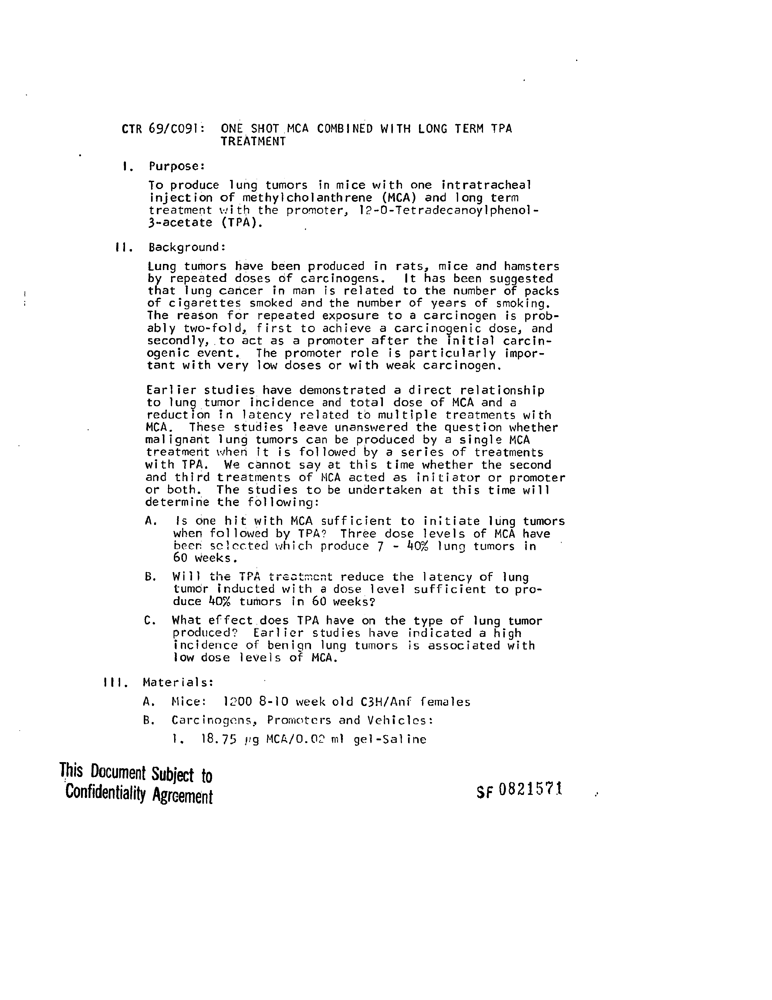 CTR 69/C091: ONE SHOT MCA COMBINED WITH LONG TERM TPA
TREATMENT
I. Purpose:
To produce lung tumors in mice with one intratracheal
injection of methylcholanthrene (MCA) and long term
treatment with the promoter, 12-O-Tetradecanoylphenol-
3-acetate (TPA).
II. Background:
Lung tumors have been produced in rats, mice and hamsters
by repeated doses of carcinogens. It has been suggested
that lung cancer in man is related to the number of packs
of cigarettes smoked and the number of years of smoking.
The reason for repeated exposure to a carcinogen is prob-
ably two-fold, first to achieve a carcinogenic dose, and
secondly, to act as a promoter after the initial carcin-
ogenic event. The promoter role is particularly impor-
tant with very low doses or with weak carcinogen.
Earlier studies have demonstrated a direct relationship
to lung tumor incidence and total dose of MCA and a
reduction in latency related to multiple treatments with
MCA. These studies leave unanswered the question whether
malignant lung tumors can be produced by a single MCA
treatment when it is followed by a series of treatments
with TPA. We cannot say at this time whether the second
and third treatments of MCA acted as initiator or promoter
or both. The studies to be undertaken at this time will
determine the following:
A. Is one hit with MCA sufficient to initiate lung tumors
when followed by TPA? Three dose levels of MCA have
been selected which produce 7 - 40% lung tumors in
60 weeks.
B. Will the TPA treatment reduce the latency of lung
tumor inducted with a dose level sufficient to pro-
duce 40% tumors in 60 weeks?
C. What effect does TPA have on the type of lung tumor
produced? Earlier studies have indicated a high
incidence of benign lung tumors is associated with
low dose levels of MCA.
III. Materials:
A. Mice: 1200 8-10 week old C3H/Anf females
B. Carcinogens, Promoters and Vehicles:
1. 18.75 µg MCA/0.02 ml gel-Saline
This Document Subject to
Confidentiality Agreement
SF 0821571